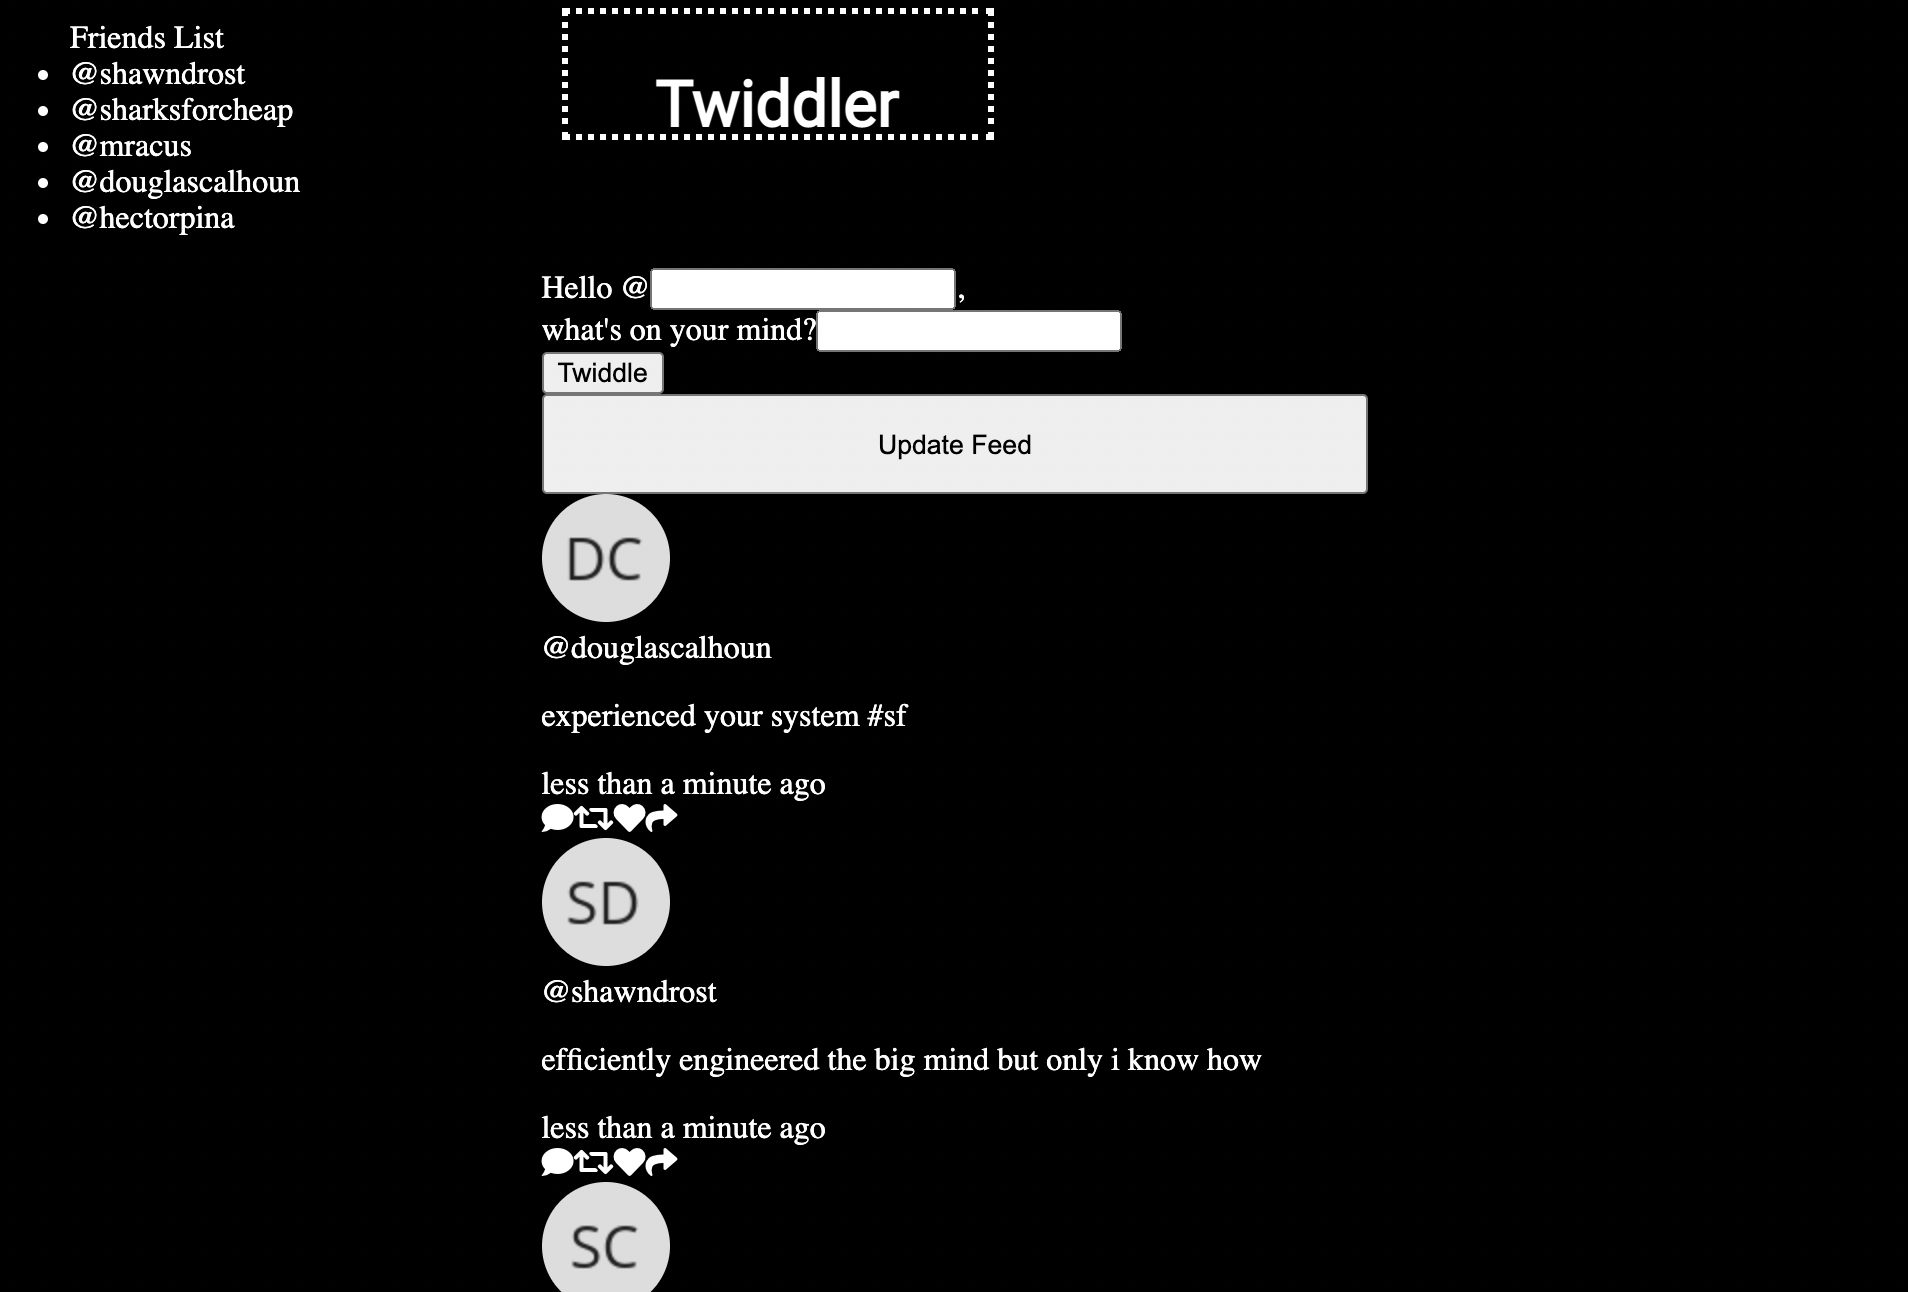 Friends List
@shawndrost
@sharksforcheap
@mracus
@douglascalhoun
@hectorpina
Twiddler
Hello @ ,
what's on your mind?
Twiddle
Update Feed
DC
@douglascalhoun
experienced your system #sf
less than a minute ago
SD
@shawndrost
efficiently engineered the big mind but only i know how
less than a minute ago
SC